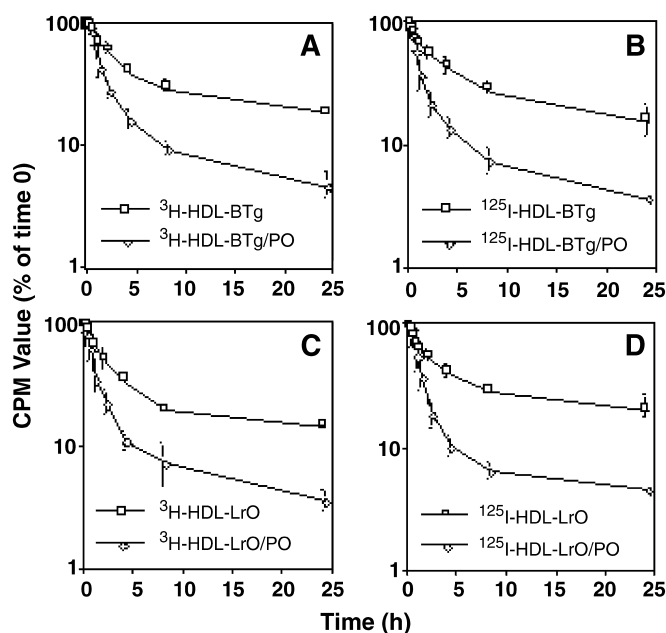 CPM Value (% of time 0)
100
10
1
A
³H-HDL-BTg
³H-HDL-BTg/PO
0 5 10 15 20 25
100
10
1
B
¹²⁵I-HDL-BTg
¹²⁵I-HDL-BTg/PO
0 5 10 15 20 25
100
10
1
C
³H-HDL-LrO
³H-HDL-LrO/PO
0 5 10 15 20 25
100
10
1
D
¹²⁵I-HDL-LrO
¹²⁵I-HDL-LrO/PO
0 5 10 15 20 25
Time (h)